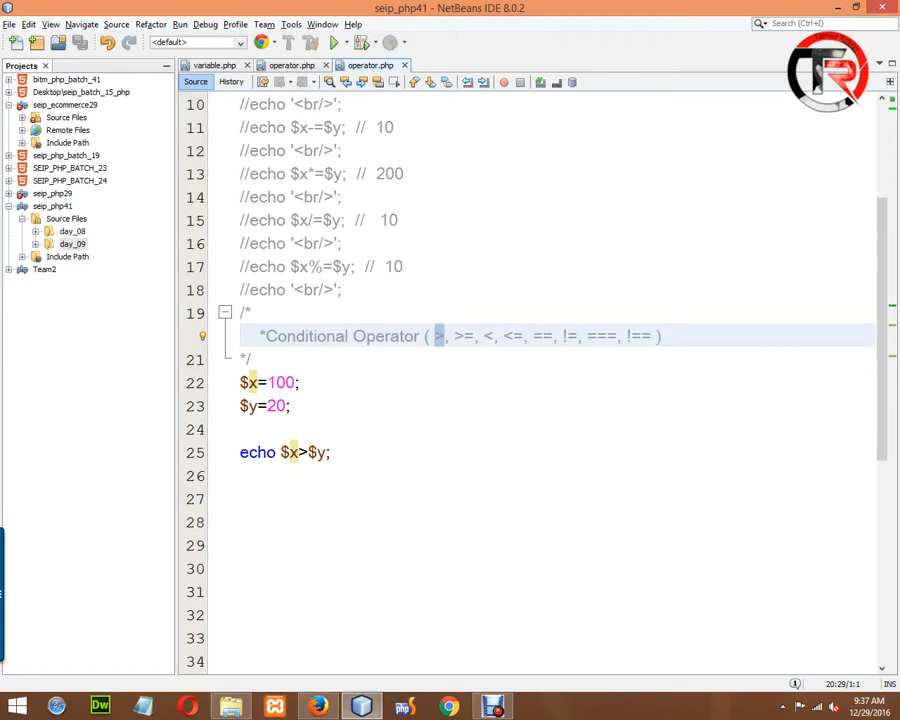 seip_php41 - NetBeans IDE 8.0.2
File Edit View Navigate Source Refactor Run Debug Profile Team Tools Window Help
Search (Ctrl+I)
<default>
Projects
variable.php operator.php operator.php
Source History
bitm_php_batch_41
Desktop\seip_batch_15_php
seip_ecommerce29
Source Files
Remote Files
Include Path
seip_php_batch_19
SEIP_PHP_BATCH_23
SEIP_PHP_BATCH_24
seip_php29
seip_php41
Source Files
day_08
day_09
Include Path
Team2
10 //echo '<br/>';
11 //echo $x-=$y; // 10
12 //echo '<br/>';
13 //echo $x*=$y; // 200
14 //echo '<br/>';
15 //echo $x/=$y; // 10
16 //echo '<br/>';
17 //echo $x%=$y; // 10
18 //echo '<br/>';
19 /*
*Conditional Operator ( >, >=, <, <=, ==, !=, ===, !== )
21 */
22 $x=100;
23 $y=20;
24
25 echo $x>$y;
26
27
28
29
30
31
32
33
34
20:29/1:1 INS
9:37 AM
12/29/2016